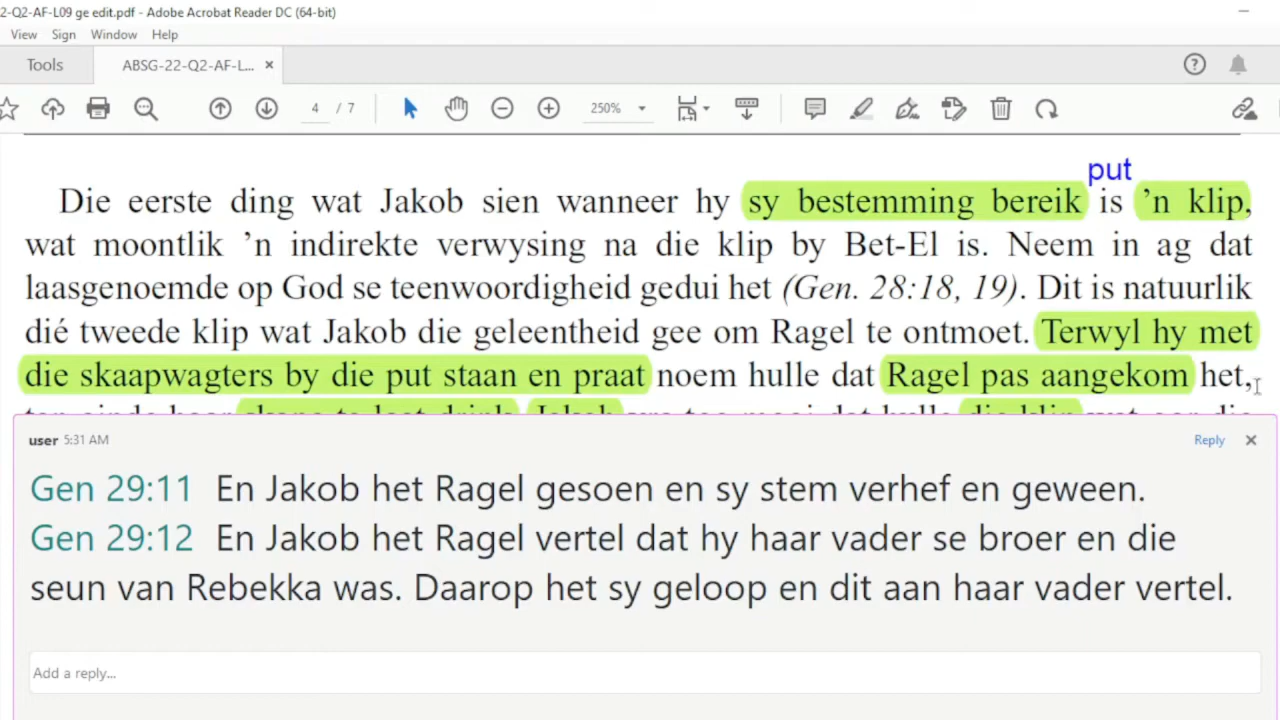 2-Q2-AF-L09 ge edit.pdf - Adobe Acrobat Reader DC (64-bit)
View Sign Window Help
Tools ABSG-22-Q2-AF-L... ×
4 / 7 250%
put
Die eerste ding wat Jakob sien wanneer hy sy bestemming bereik is ’n klip,
wat moontlik ’n indirekte verwysing na die klip by Bet-El is. Neem in ag dat
laasgenoemde op God se teenwoordigheid gedui het (Gen. 28:18, 19). Dit is natuurlik
dié tweede klip wat Jakob die geleentheid gee om Ragel te ontmoet. Terwyl hy met
die skaapwagters by die put staan en praat noem hulle dat Ragel pas aangekom het,
user 5:31 AM Reply ×
Gen 29:11 En Jakob het Ragel gesoen en sy stem verhef en geween.
Gen 29:12 En Jakob het Ragel vertel dat hy haar vader se broer en die
seun van Rebekka was. Daarop het sy geloop en dit aan haar vader vertel.
Add a reply...